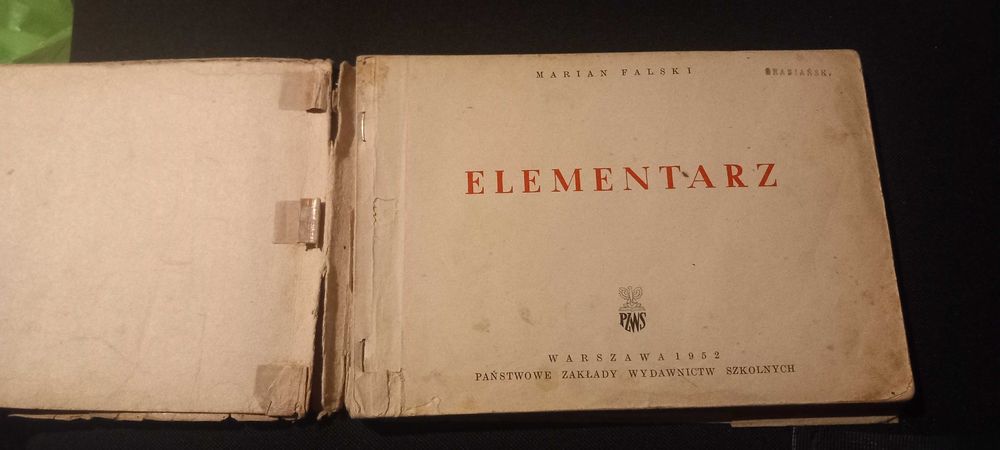 MARIAN FALSKI
ELEMENTARZ
PZWS
WARSZAWA 1952
PAŃSTWOWE ZAKŁADY WYDAWNICTW SZKOLNYCH